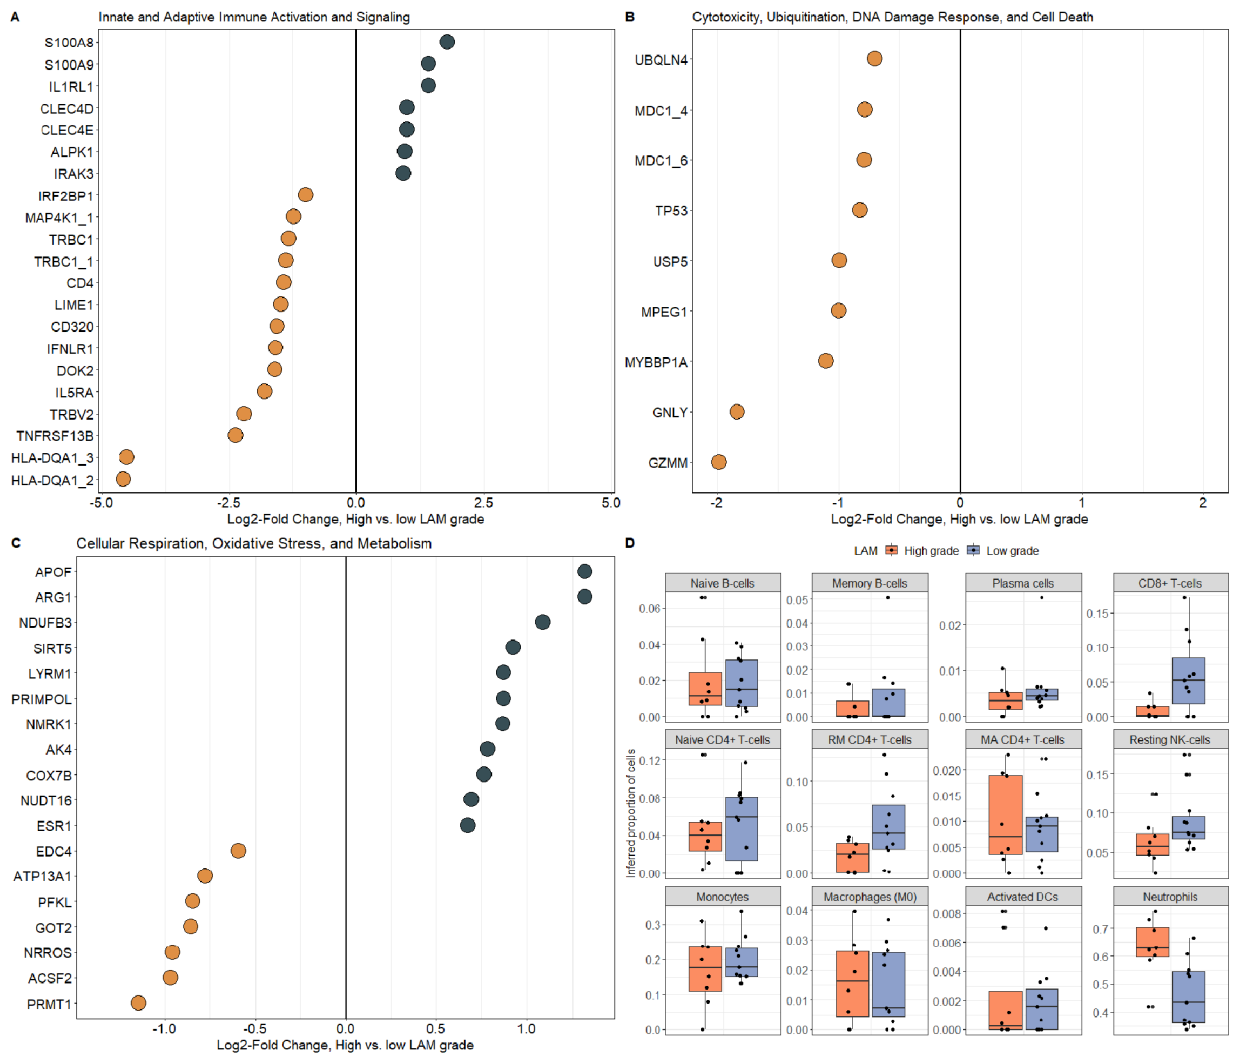 A
Innate and Adaptive Immune Activation and Signaling
S100A8
S100A9
IL1RL1
CLEC4D
CLEC4E
ALPK1
IRAK3
IRF2BP1
MAP4K1_1
TRBC1
TRBC1_1
CD4
LIME1
CD320
IFNLR1
DOK2
IL5RA
TRBV2
TNFRSF13B
HLA-DQA1_3
HLA-DQA1_2
-5.0 -2.5 0.0 2.5 5.0
Log2-Fold Change, High vs. low LAM grade
B
Cytotoxicity, Ubiquitination, DNA Damage Response, and Cell Death
UBQLN4
MDC1_4
MDC1_6
TP53
USP5
MPEG1
MYBBP1A
GNLY
GZMM
-2 -1 0 1 2
Log2-Fold Change, High vs. low LAM grade
C
Cellular Respiration, Oxidative Stress, and Metabolism
APOF
ARG1
NDUFB3
SIRT5
LYRM1
PRIMPOL
NMRK1
AK4
COX7B
NUDT16
ESR1
EDC4
ATP13A1
PFKL
GOT2
NRROS
ACSF2
PRMT1
-1.0 -0.5 0.0 0.5 1.0
Log2-Fold Change, High vs. low LAM grade
D
LAM High grade Low grade
Inferred proportion of cells
Naive B-cells
0.06
0.04
0.02
0.00
Memory B-cells
0.05
0.04
0.03
0.02
0.01
0.00
Plasma cells
0.02
0.01
0.00
CD8+ T-cells
0.15
0.10
0.05
0.00
Naive CD4+ T-cells
0.12
0.08
0.04
0.00
RM CD4+ T-cells
0.10
0.05
0.00
MA CD4+ T-cells
0.020
0.015
0.010
0.005
0.000
Resting NK-cells
0.15
0.10
0.05
Monocytes
0.3
0.2
0.1
0.0
Macrophages (M0)
0.04
0.03
0.02
0.01
0.00
Activated DCs
0.008
0.006
0.004
0.002
0.000
Neutrophils
0.7
0.6
0.5
0.4